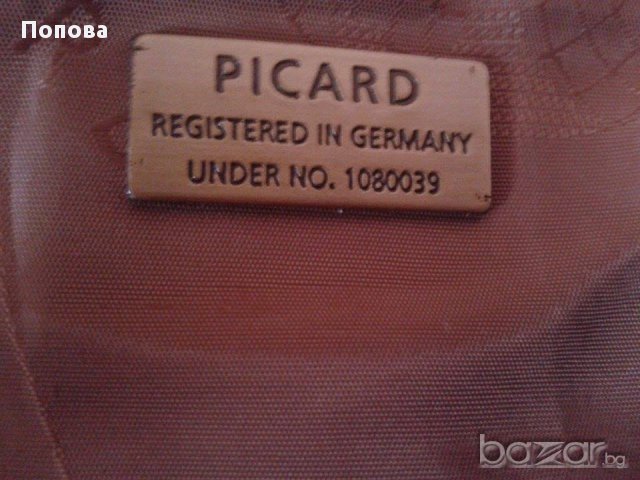 Попова
PICARD
REGISTERED IN GERMANY
UNDER NO. 1080039
bazar.bg